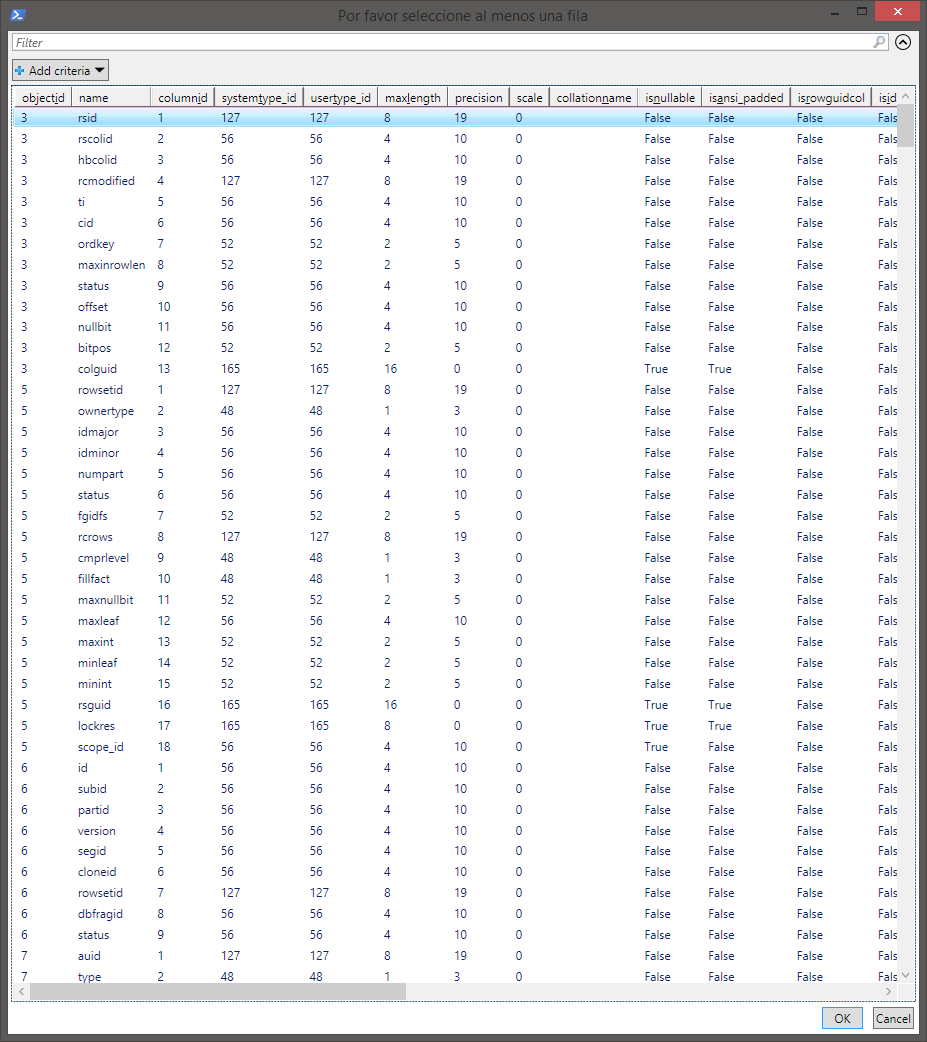 Por favor seleccione al menos una fila
Filter
Add criteria
objectid name columnid systemtype_id usertype_id maxlength precision scale collationname isnullable isansi_padded isrowguidcol isid
3 rsid 1 127 127 8 19 0 False False False Fals
3 rscolid 2 56 56 4 10 0 False False False Fals
3 hbcolid 3 56 56 4 10 0 False False False Fals
3 rcmodified 4 127 127 8 19 0 False False False Fals
3 ti 5 56 56 4 10 0 False False False Fals
3 cid 6 56 56 4 10 0 False False False Fals
3 ordkey 7 52 52 2 5 0 False False False Fals
3 maxinrowlen 8 52 52 2 5 0 False False False Fals
3 status 9 56 56 4 10 0 False False False Fals
3 offset 10 56 56 4 10 0 False False False Fals
3 nullbit 11 56 56 4 10 0 False False False Fals
3 bitpos 12 52 52 2 5 0 False False False Fals
3 colguid 13 165 165 16 0 0 True True False Fals
5 rowsetid 1 127 127 8 19 0 False False False Fals
5 ownertype 2 48 48 1 3 0 False False False Fals
5 idmajor 3 56 56 4 10 0 False False False Fals
5 idminor 4 56 56 4 10 0 False False False Fals
5 numpart 5 56 56 4 10 0 False False False Fals
5 status 6 56 56 4 10 0 False False False Fals
5 fgidfs 7 52 52 2 5 0 False False False Fals
5 rcrows 8 127 127 8 19 0 False False False Fals
5 cmprlevel 9 48 48 1 3 0 False False False Fals
5 fillfact 10 48 48 1 3 0 False False False Fals
5 maxnullbit 11 52 52 2 5 0 False False False Fals
5 maxleaf 12 56 56 4 10 0 False False False Fals
5 maxint 13 52 52 2 5 0 False False False Fals
5 minleaf 14 52 52 2 5 0 False False False Fals
5 minint 15 52 52 2 5 0 False False False Fals
5 rsguid 16 165 165 16 0 0 True True False Fals
5 lockres 17 165 165 8 0 0 True True False Fals
5 scope_id 18 56 56 4 10 0 True False False Fals
6 id 1 56 56 4 10 0 False False False Fals
6 subid 2 56 56 4 10 0 False False False Fals
6 partid 3 56 56 4 10 0 False False False Fals
6 version 4 56 56 4 10 0 False False False Fals
6 segid 5 56 56 4 10 0 False False False Fals
6 cloneid 6 56 56 4 10 0 False False False Fals
6 rowsetid 7 127 127 8 19 0 False False False Fals
6 dbfragid 8 56 56 4 10 0 False False False Fals
6 status 9 56 56 4 10 0 False False False Fals
7 auid 1 127 127 8 19 0 False False False Fals
7 type 2 48 48 1 3 0 False False False Fals
OK Cancel